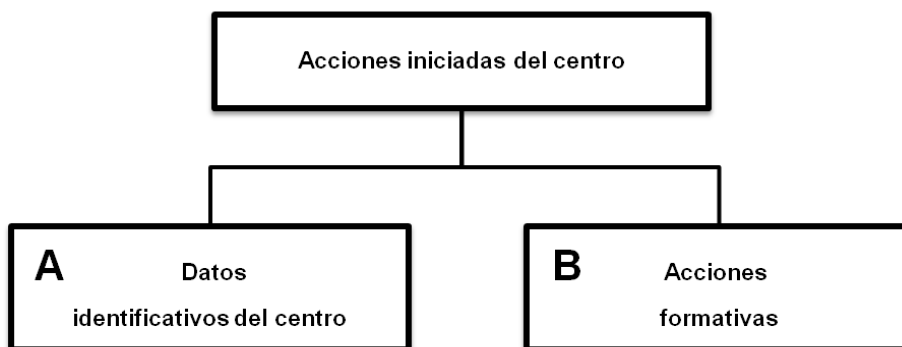 Acciones iniciadas del centro
A Datos
identificativos del centro
B Acciones
formativas